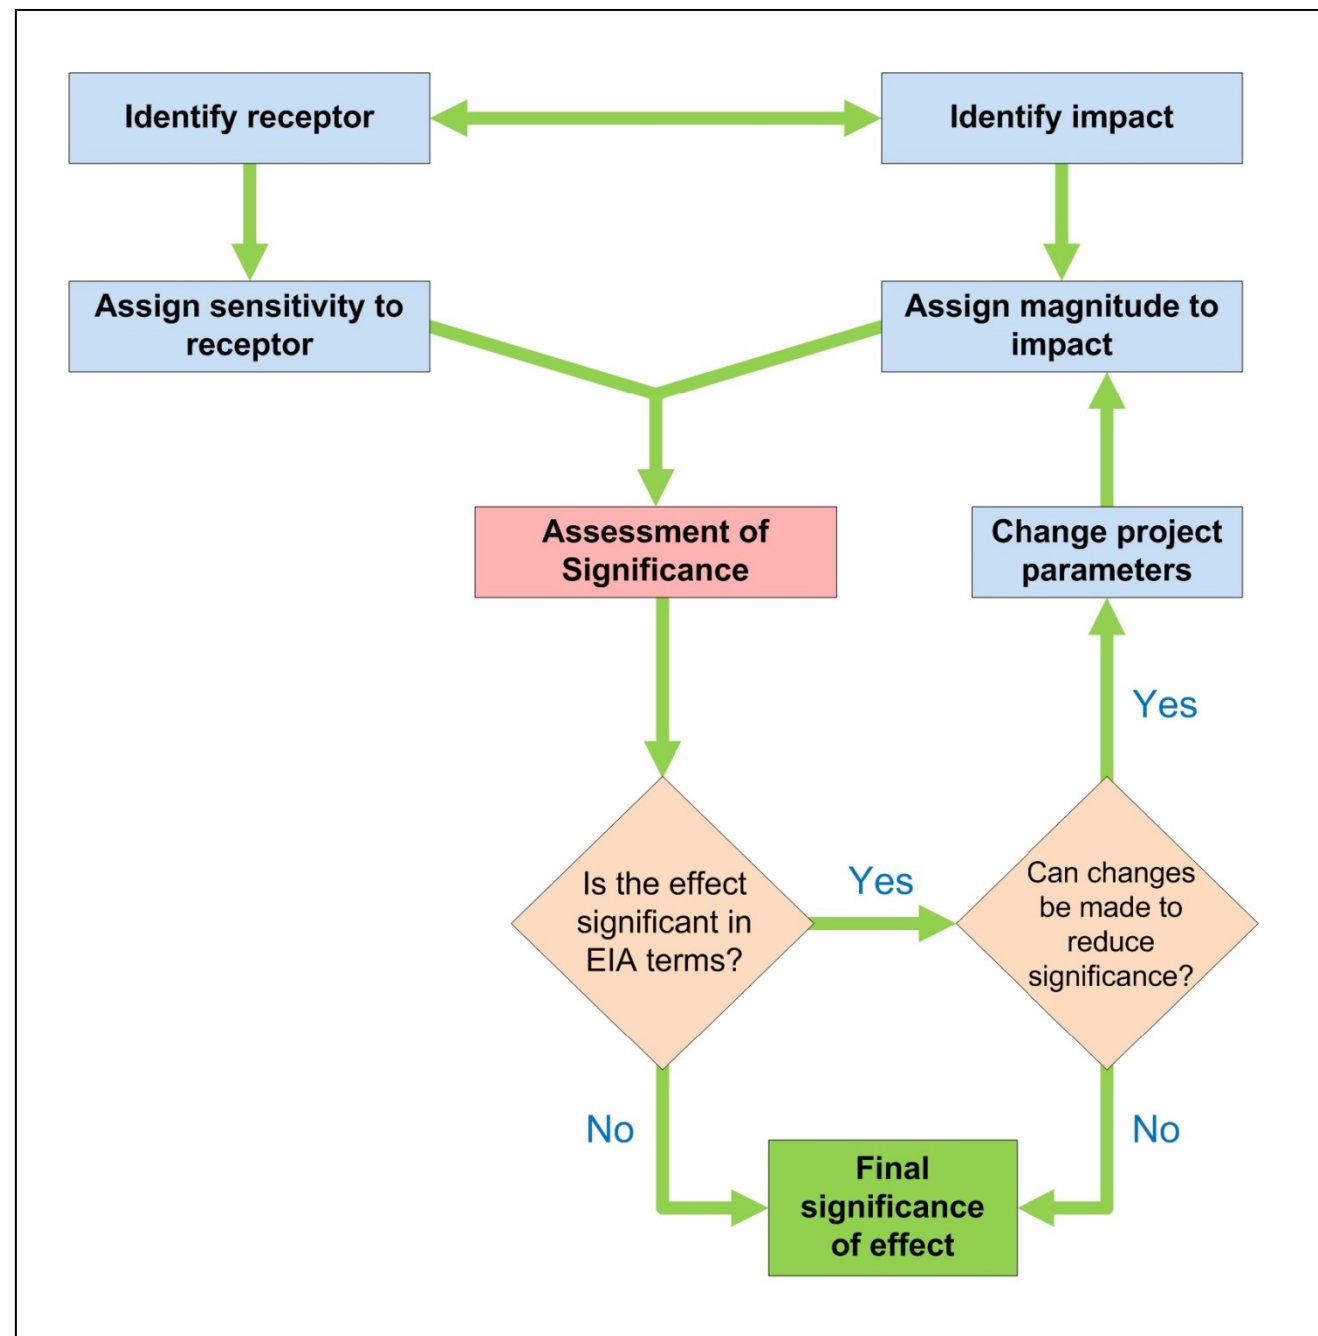 Identify receptor
Identify impact
Assign sensitivity to
receptor
Assign magnitude to
impact
Assessment of
Significance
Change project
parameters
Yes
Is the effect
significant in
EIA terms?
Yes
Can changes
be made to
reduce
significance?
No
No
Final
significance
of effect